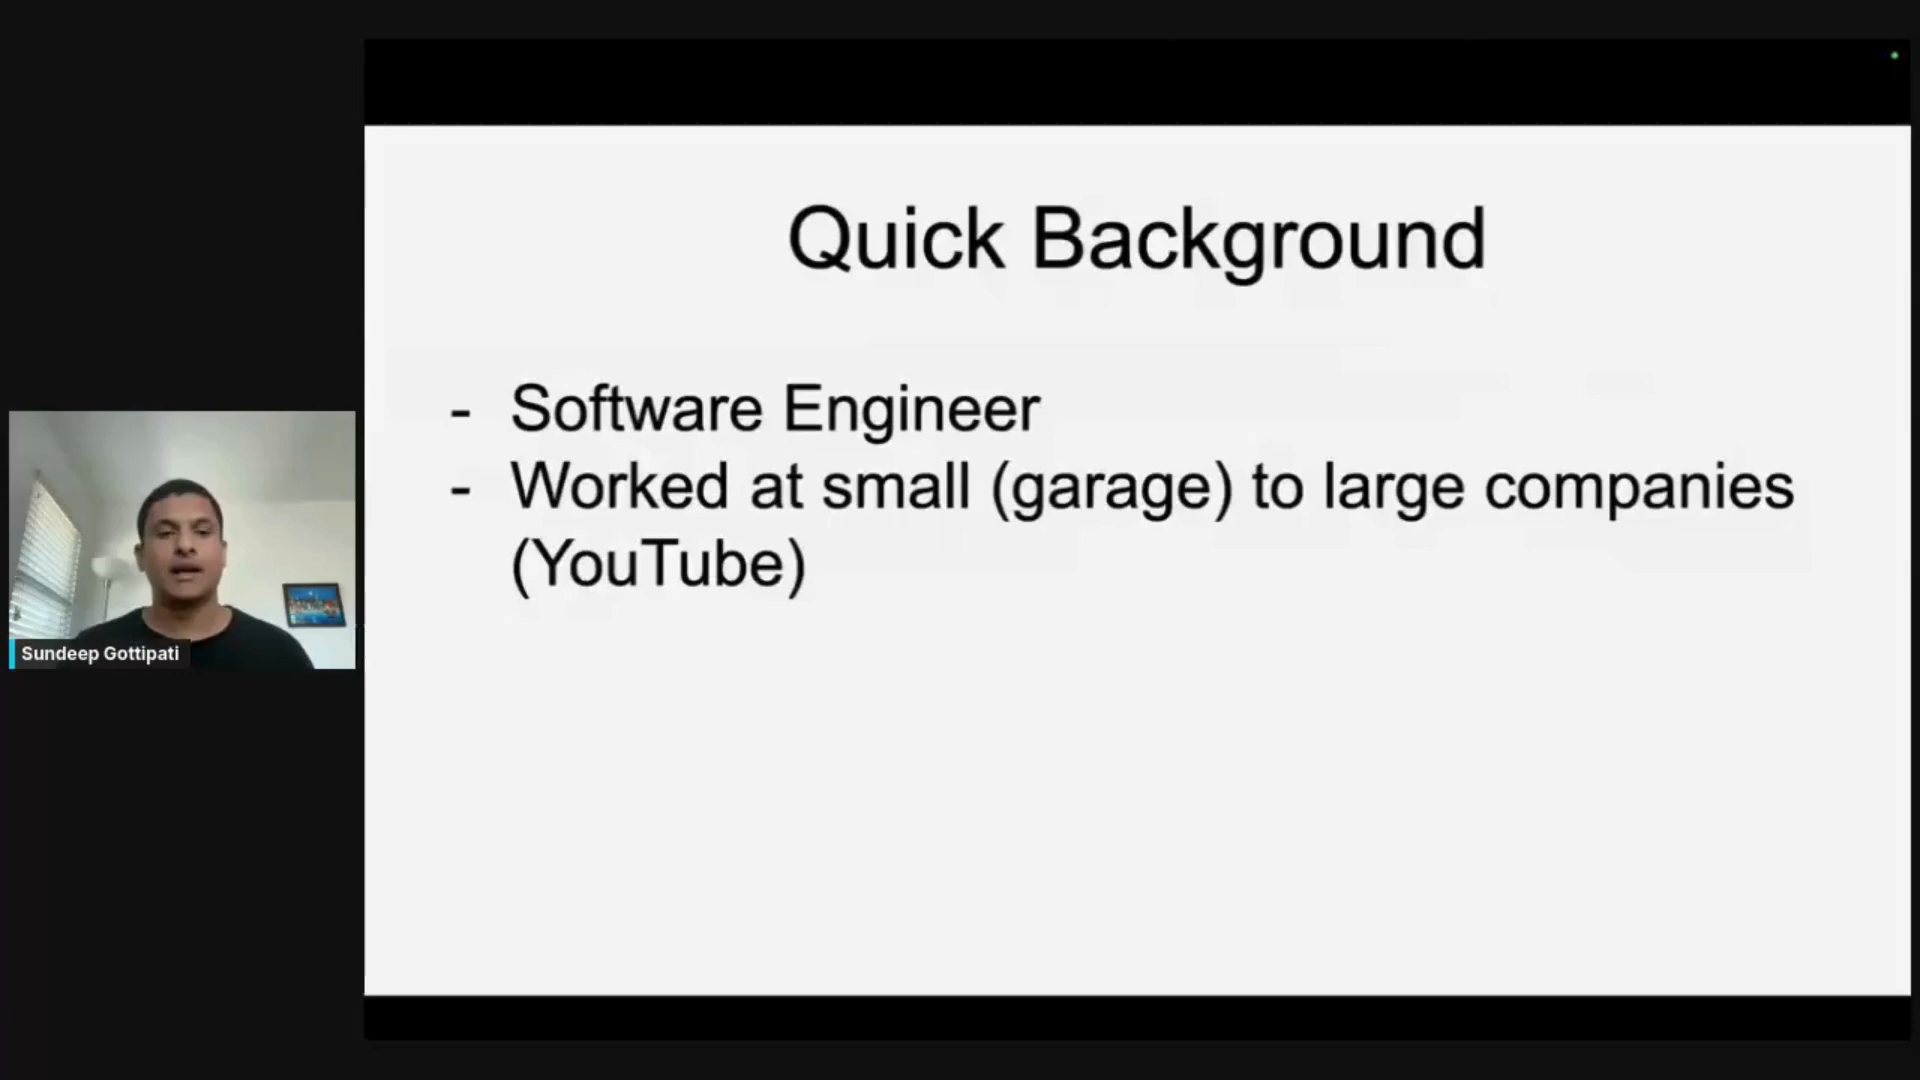 Quick Background
- Software Engineer
- Worked at small (garage) to large companies
(YouTube)
Sundeep Gottipati